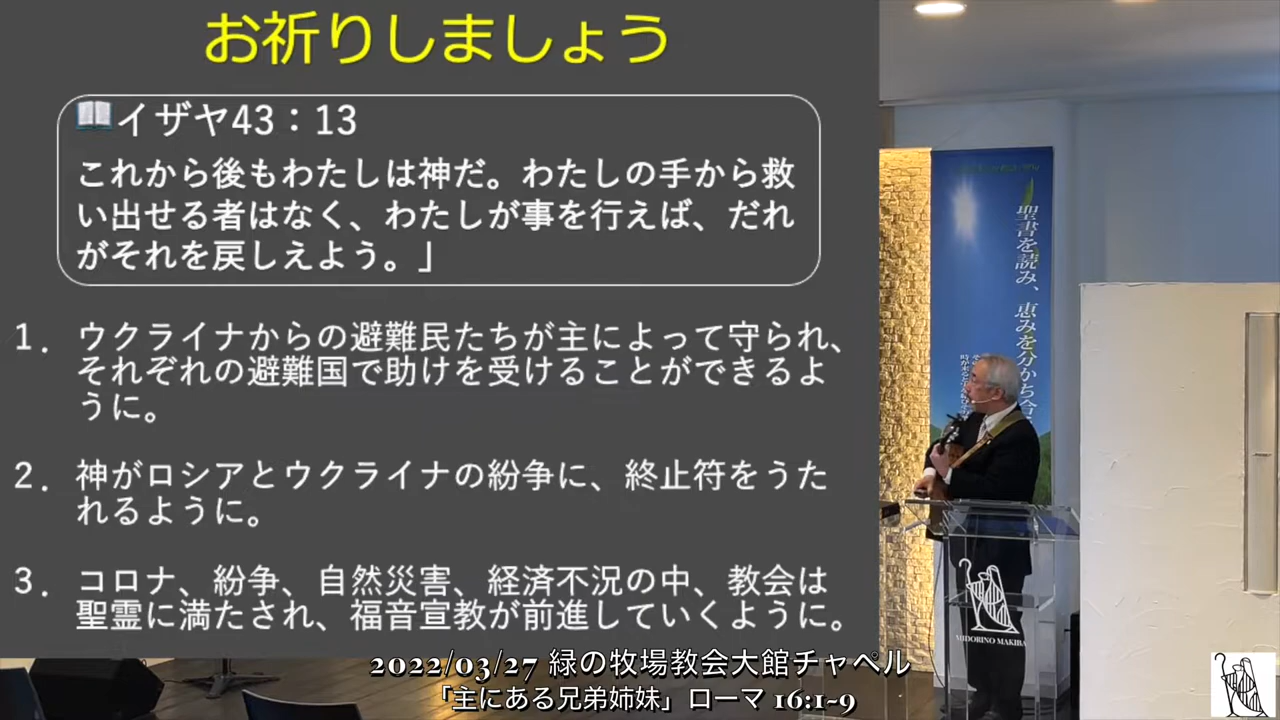 お祈りしましょう
📖イザヤ43：13
これから後もわたしは神だ。わたしの手から救
い出せる者はなく、わたしが事を行えば、だれ
がそれを戻しえよう。」
1． ウクライナからの避難民たちが主によって守られ、
それぞれの避難国で助けを受けることができるよ
うに。
2． 神がロシアとウクライナの紛争に、終止符をうた
れるように。
3． コロナ、紛争、自然災害、経済不況の中、教会は
聖霊に満たされ、福音宣教が前進していくように。
聖書を読み、恵みを分かち合
MIDORINO MAKIBA
2022/03/27 緑の牧場教会大館チャペル
「主にある兄弟姉妹」ローマ 16:1-9